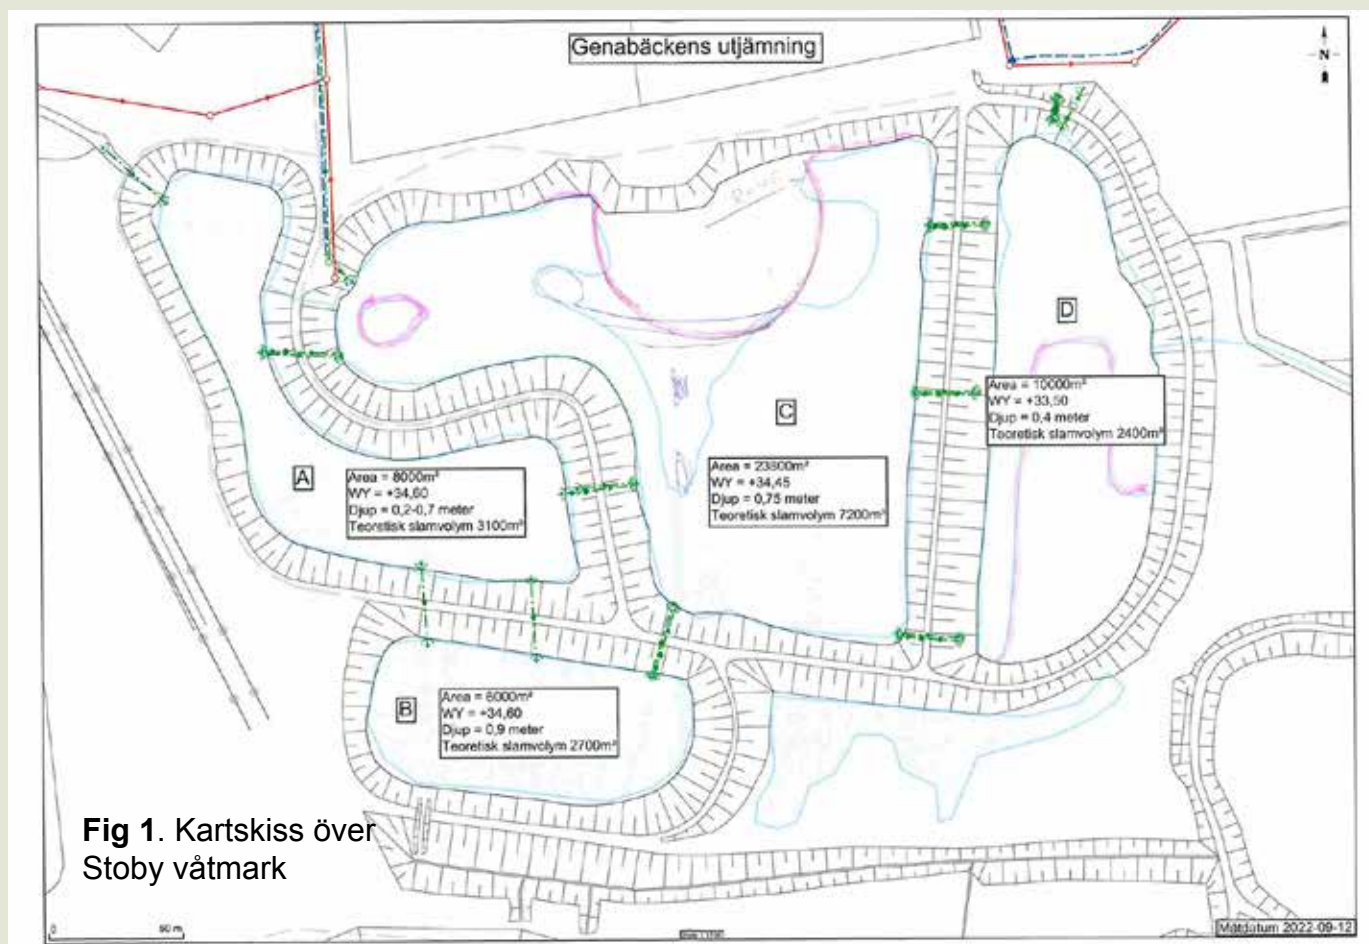 Genabäckens utjämning
N
D
Area = 10000m²
WY = +33,50
Djup = 0,4 meter
Teoretisk slamvolym 2400m³
C
A
Area = 8000m²
WY = +34,60
Djup = 0,2-0,7 meter
Teoretisk slamvolym 3100m³
Area = 23800m²
WY = +34,45
Djup = 0,75 meter
Teoretisk slamvolym 7200m³
B
Area = 6000m²
WY = +34,60
Djup = 0,9 meter
Teoretisk slamvolym 2700m³
Fig 1. Kartskiss över
Stoby våtmark
0
50 m
Mätdatum 2022-09-12